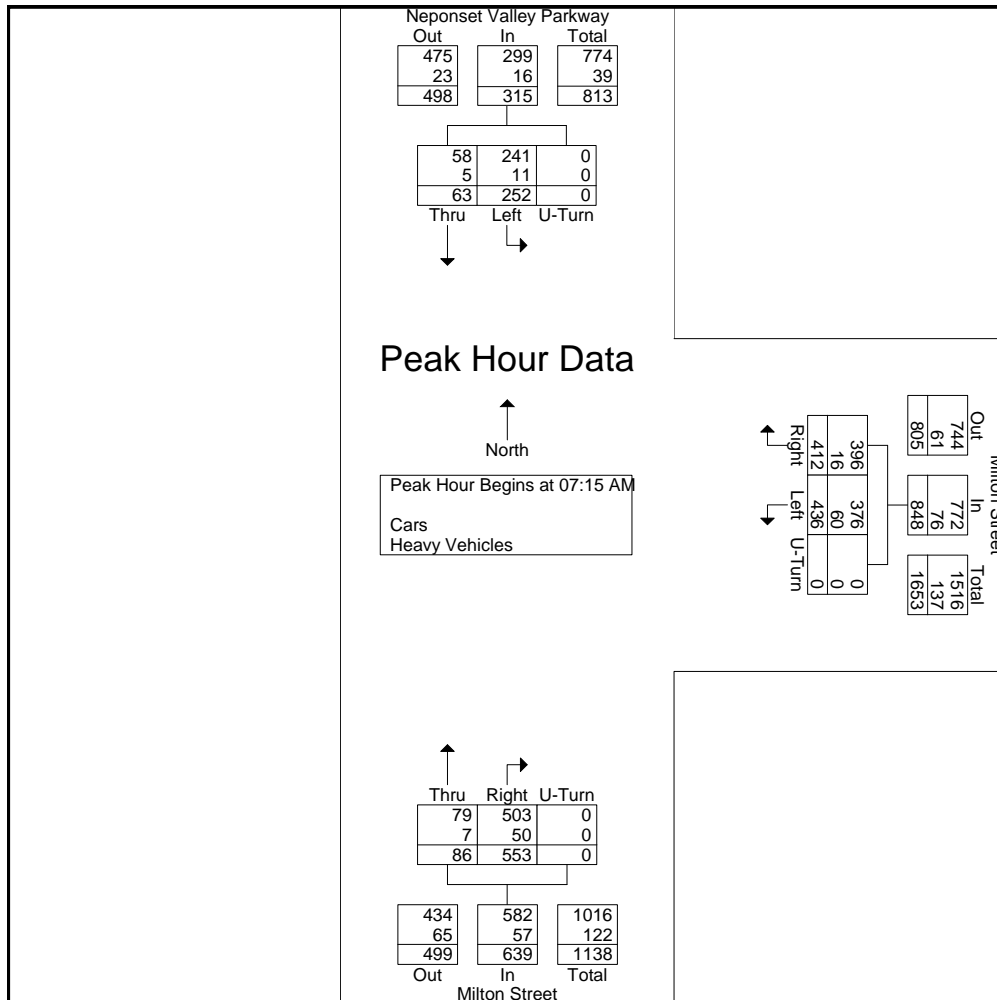 Neponset Valley Parkway
Out In Total
475 299 774
23 16 39
498 315 813
58 241 0
5 11 0
63 252 0
Thru Left U-Turn
Peak Hour Data
North
Peak Hour Begins at 07:15 AM
Cars
Heavy Vehicles
Right Left U-Turn
396 376 0
16 60 0
412 436 0
Milton Street
Out In Total
744 772 1516
61 76 137
805 848 1653
Thru Right U-Turn
79 503 0
7 50 0
86 553 0
434 582 1016
65 57 122
499 639 1138
Out In Total
Milton Street